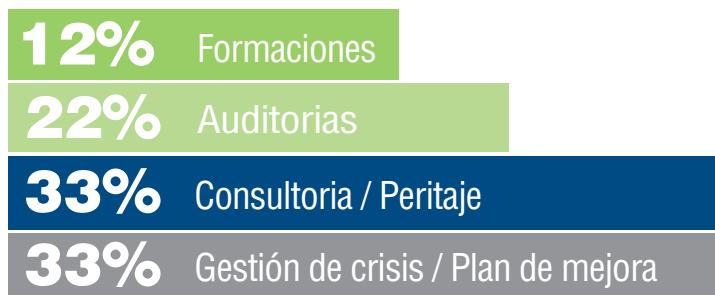 12% Formaciones
22% Auditorias
33% Consultoria / Peritaje
33% Gestión de crisis / Plan de mejora